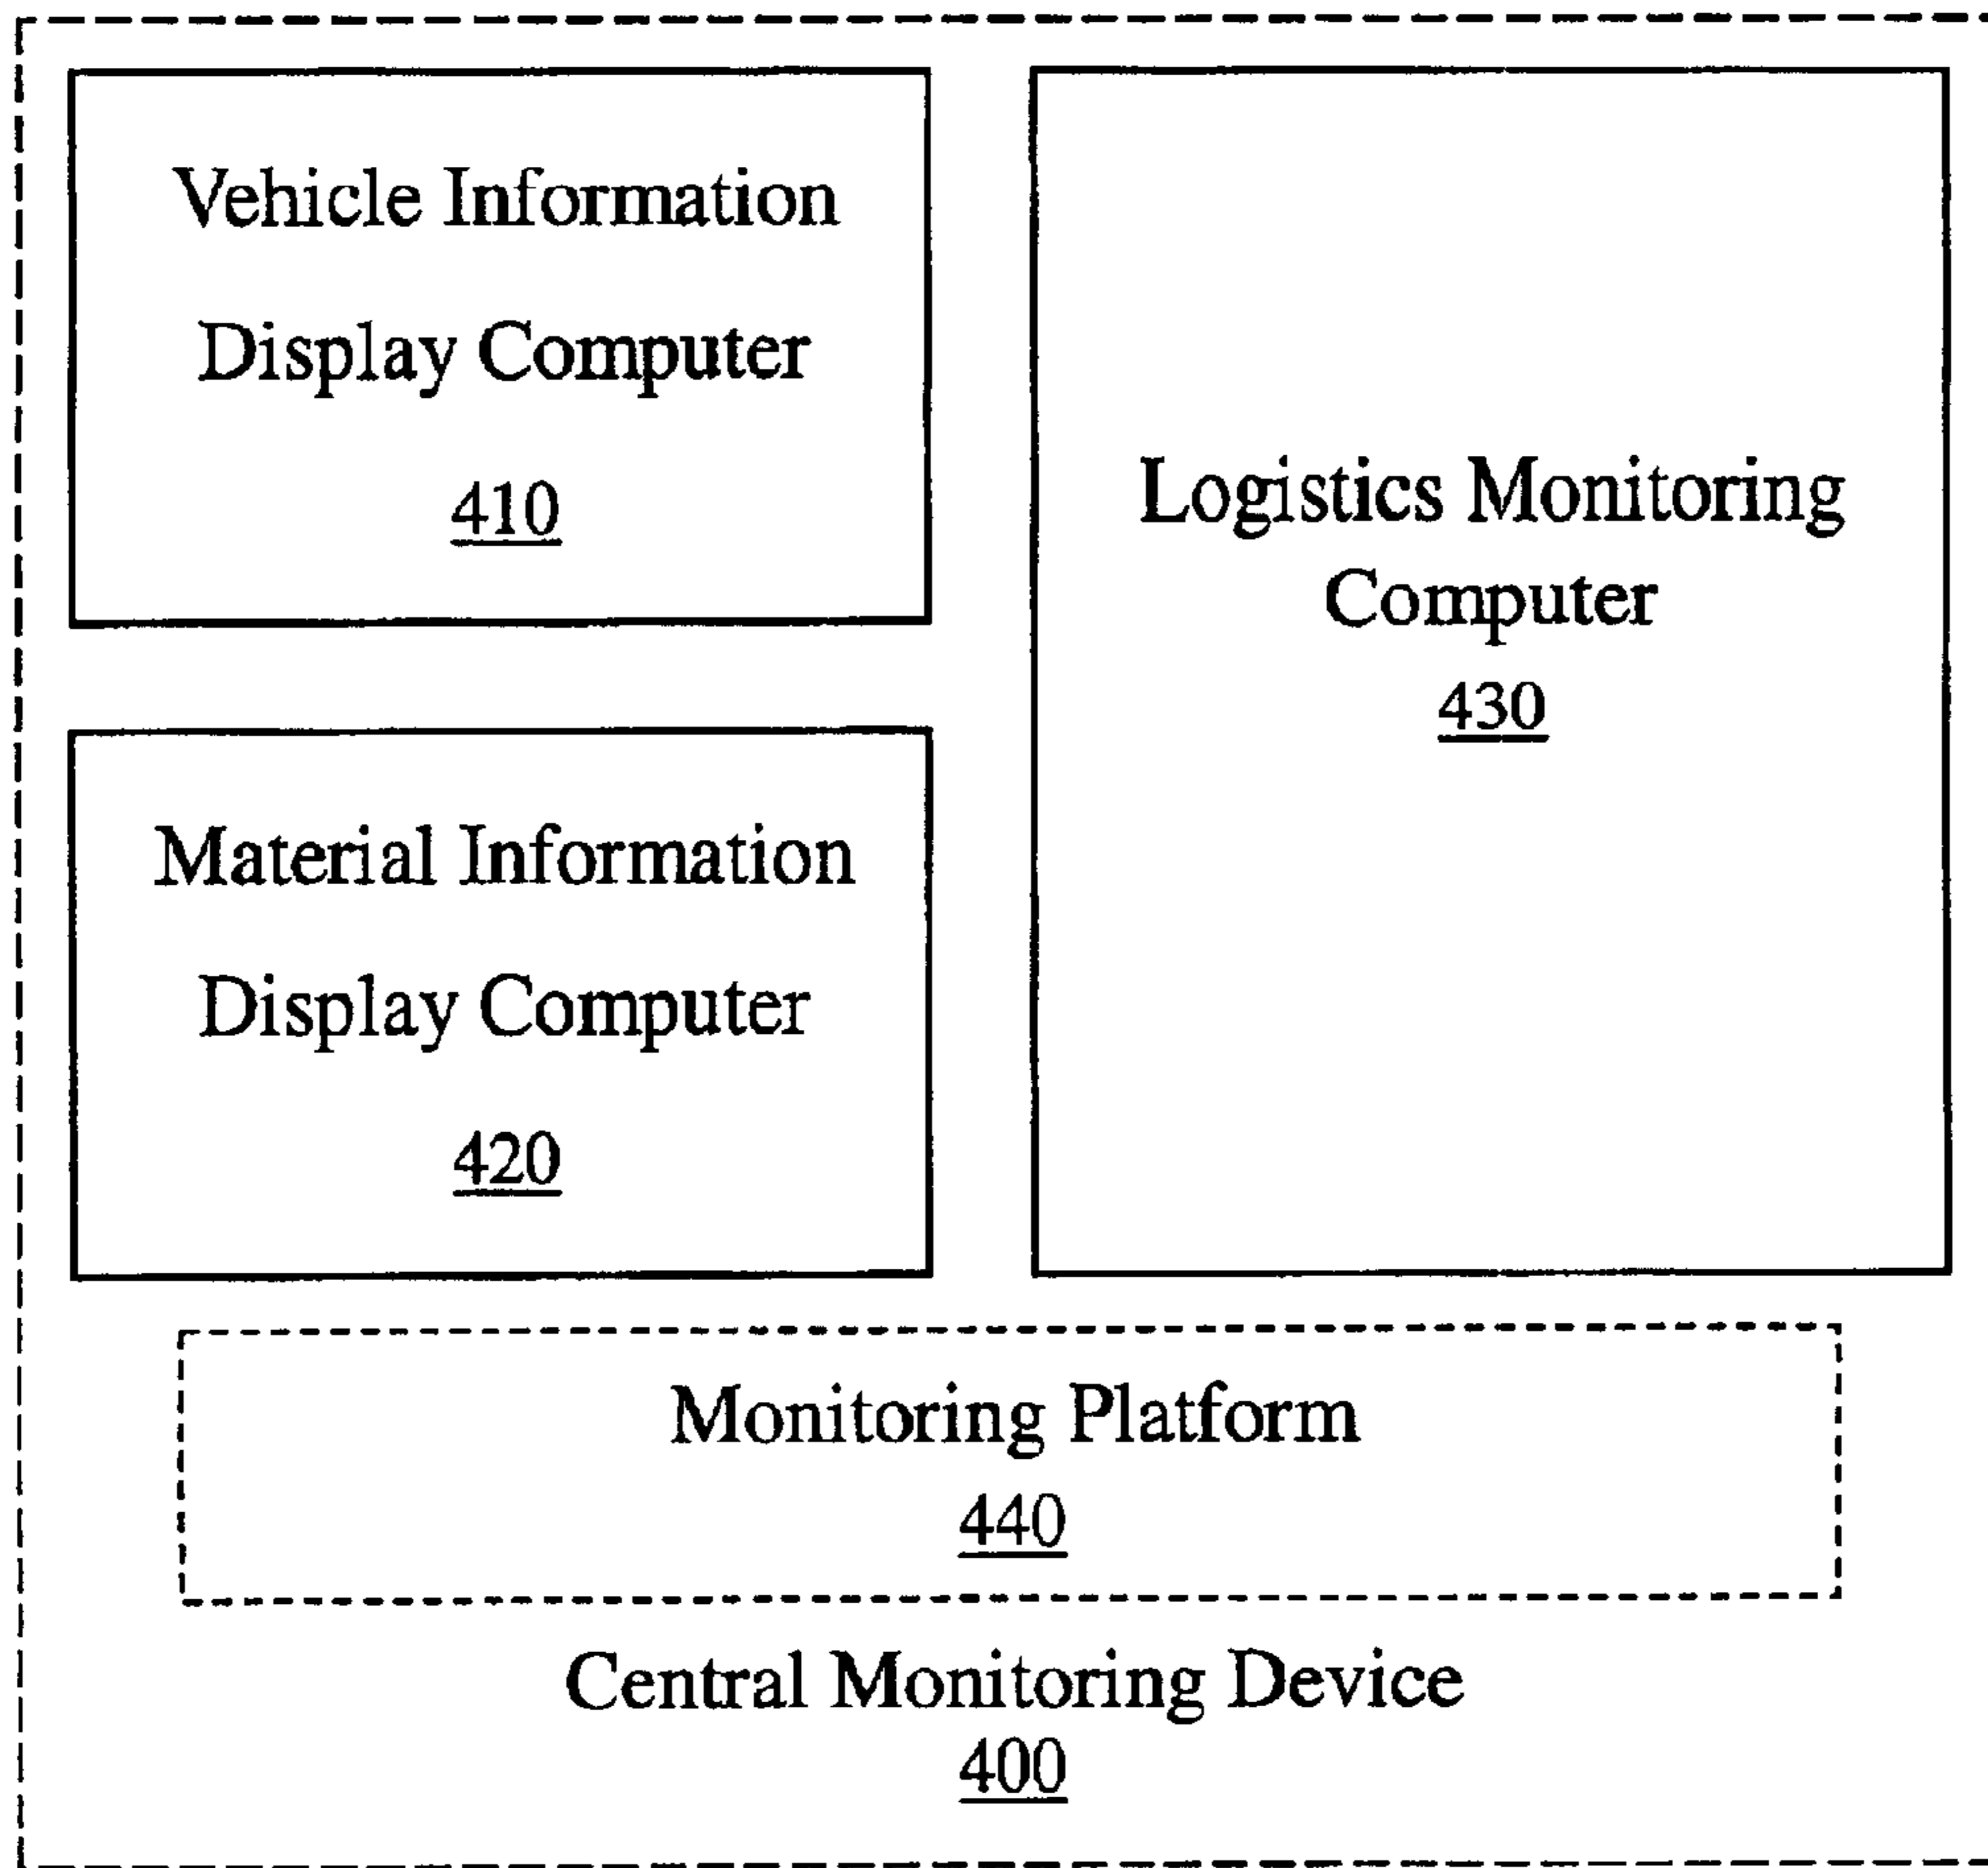 Vehicle Information
Display Computer
410
Logistics Monitoring
Computer
430
Material Information
Display Computer
420
Monitoring Platform
440
Central Monitoring Device
400